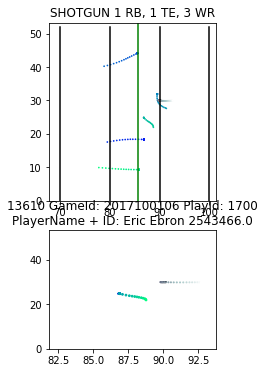 SHOTGUN 1 RB, 1 TE, 3 WR
50
40
30
20
10
0
70 80 90 100
13610 GameId: 2017100106 PlayId: 1700
PlayerName + ID: Eric Ebron 2543466.0
40
20
0
82.5 85.0 87.5 90.0 92.5